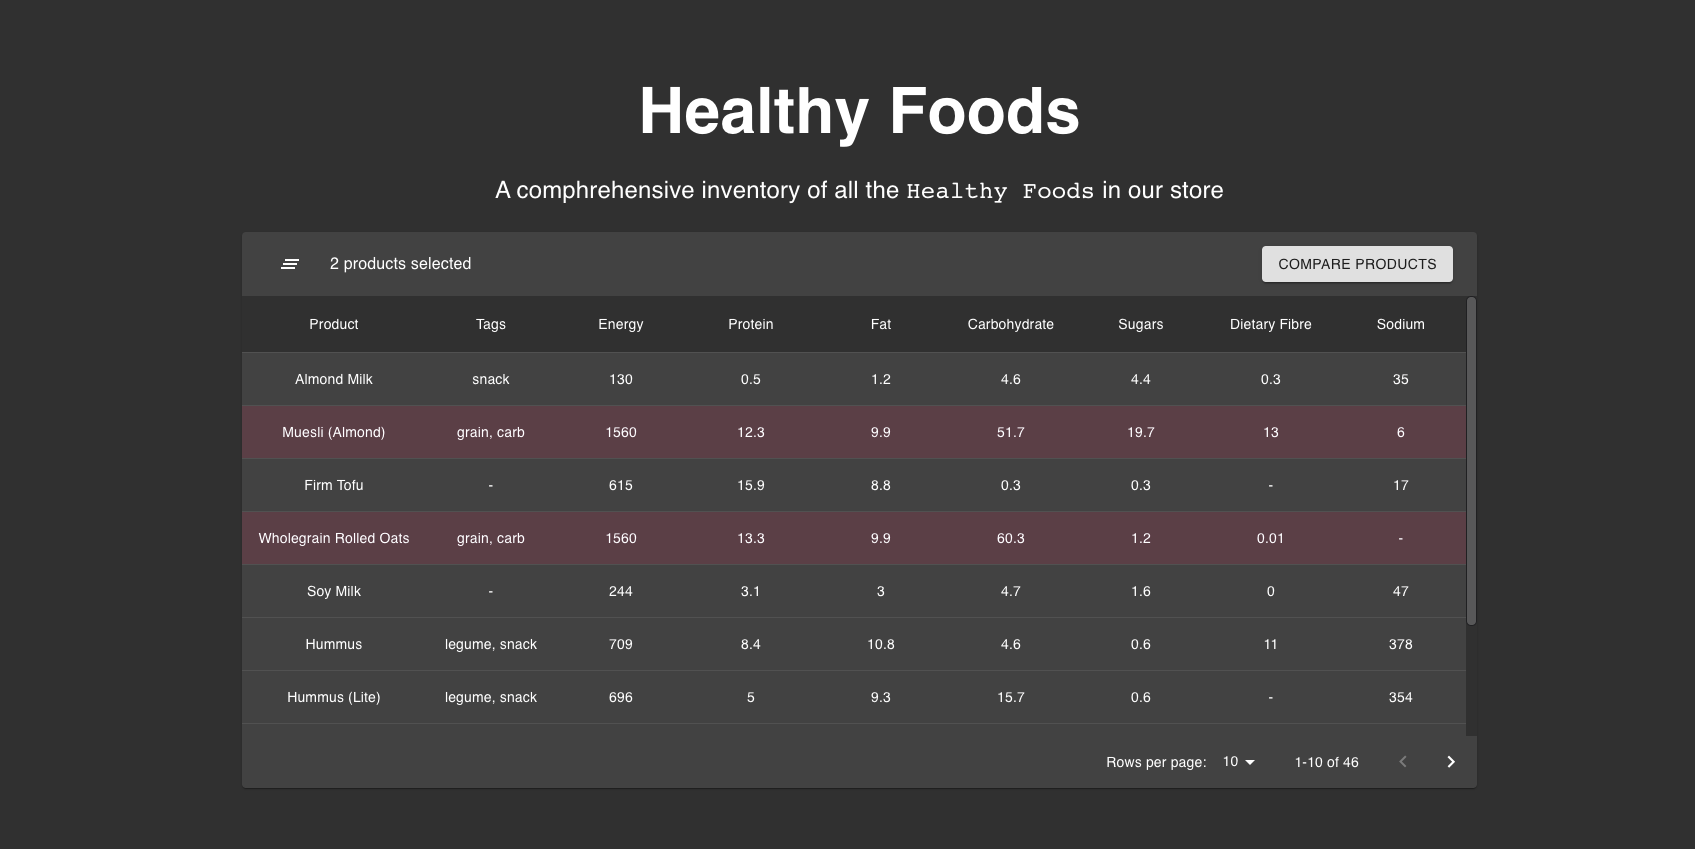 Healthy Foods
A comphrehensive inventory of all the Healthy Foods in our store
2 products selected COMPARE PRODUCTS
Product Tags Energy Protein Fat Carbohydrate Sugars Dietary Fibre Sodium
Almond Milk snack 130 0.5 1.2 4.6 4.4 0.3 35
Muesli (Almond) grain, carb 1560 12.3 9.9 51.7 19.7 13 6
Firm Tofu - 615 15.9 8.8 0.3 0.3 - 17
Wholegrain Rolled Oats grain, carb 1560 13.3 9.9 60.3 1.2 0.01 -
Soy Milk - 244 3.1 3 4.7 1.6 0 47
Hummus legume, snack 709 8.4 10.8 4.6 0.6 11 378
Hummus (Lite) legume, snack 696 5 9.3 15.7 0.6 - 354
Rows per page: 10 1-10 of 46